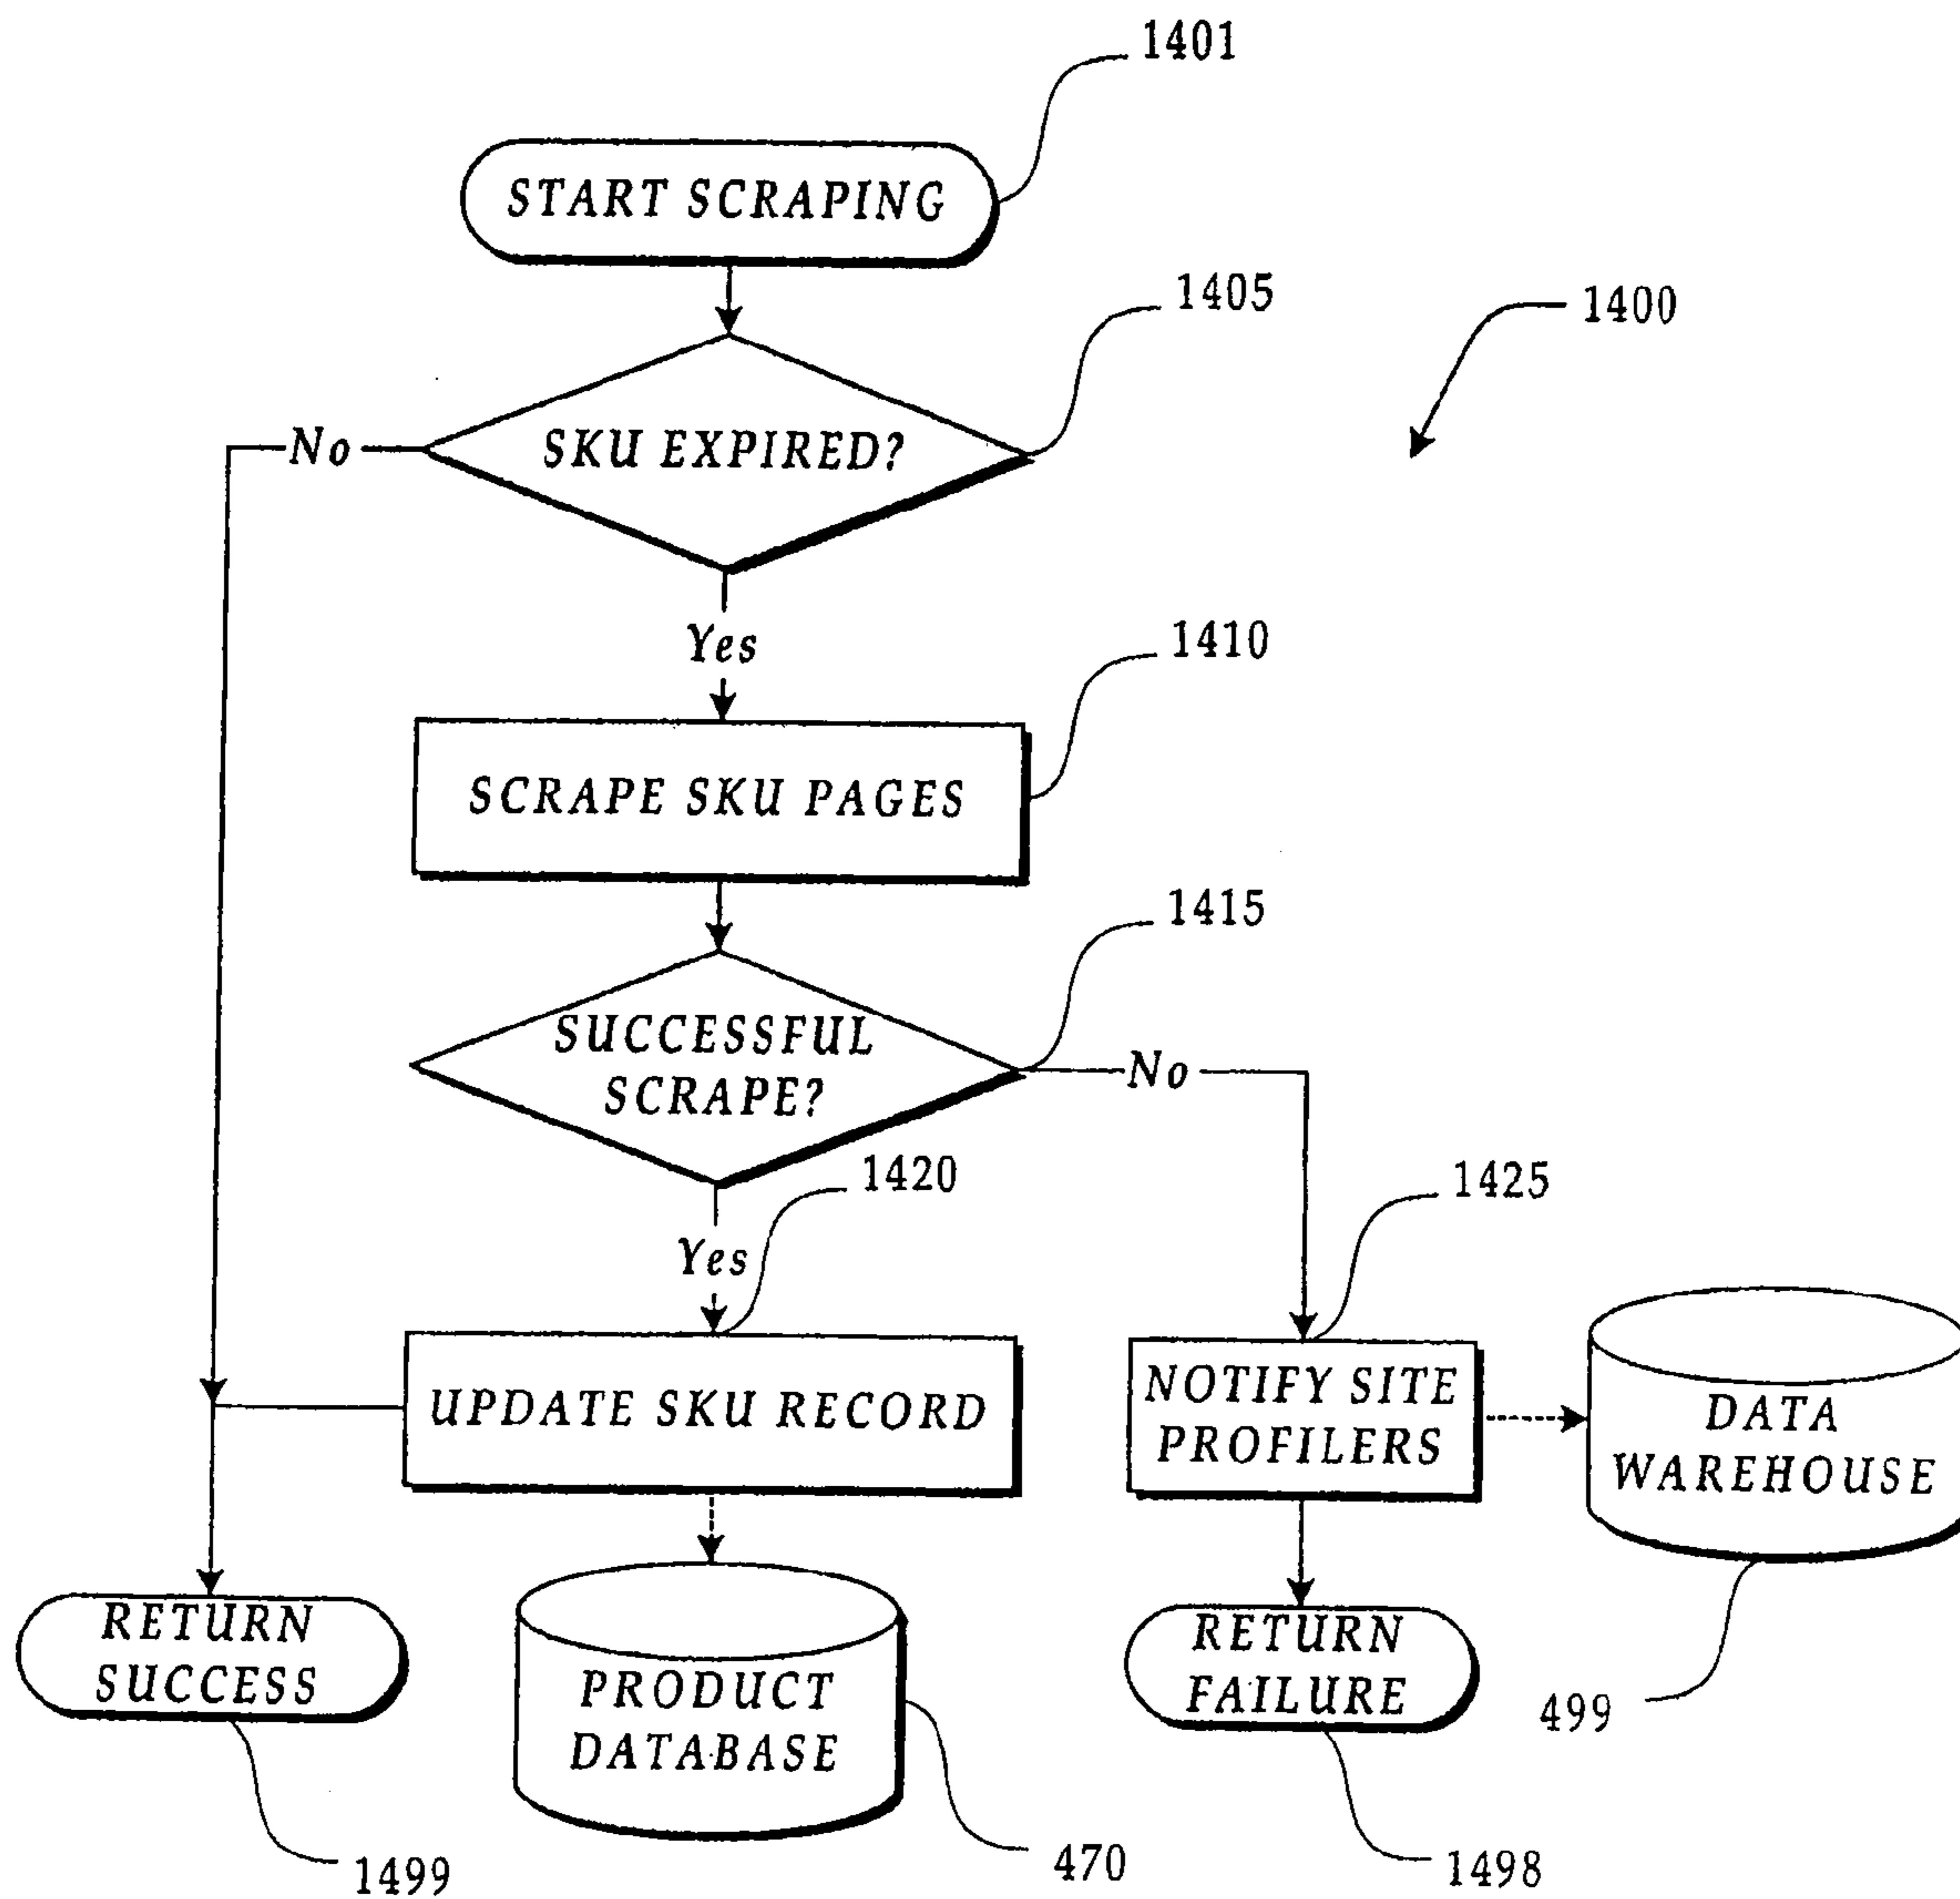 1401
START SCRAPING
1405
1400
No
SKU EXPIRED?
Yes
1410
SCRAPE SKU PAGES
1415
SUCCESSFUL
SCRAPE?
No
1420
1425
Yes
UPDATE SKU RECORD
NOTIFY SITE
PROFILERS
DATA
WAREHOUSE
RETURN
SUCCESS
PRODUCT
DATABASE
RETURN
FAILURE
499
1499
470
1498